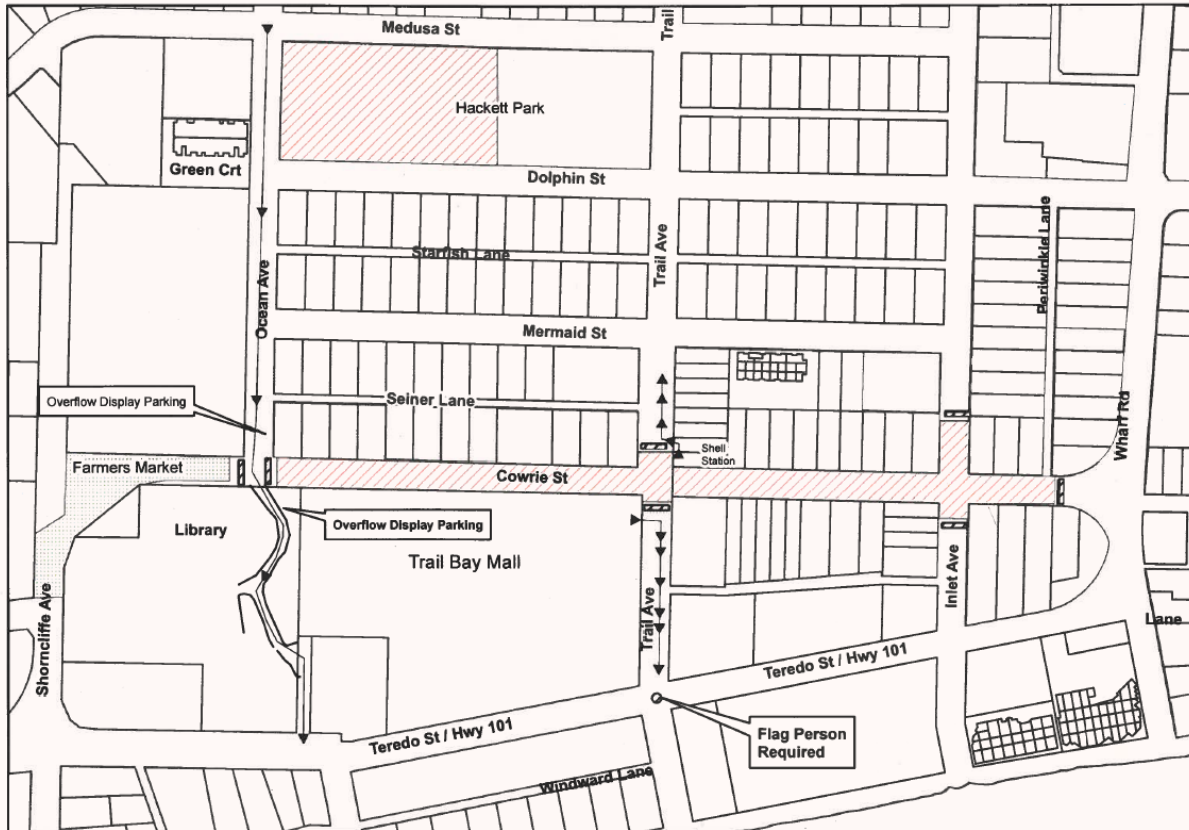 Medusa St
Trail
Hackett Park
Green Crt
Dolphin St
Starfish Lane
Ocean Ave
Trail Ave
Periwinkle Lane
Mermaid St
Overflow Display Parking
Seiner Lane
Wharf Rd
Shell
Station
Farmers Market
Cowrie St
Library
Overflow Display Parking
Trail Bay Mall
Inlet Ave
Trail Ave
Shorncliffe Ave
Lane
Teredo St / Hwy 101
Teredo St / Hwy 101
Flag Person
Required
Windward Lane